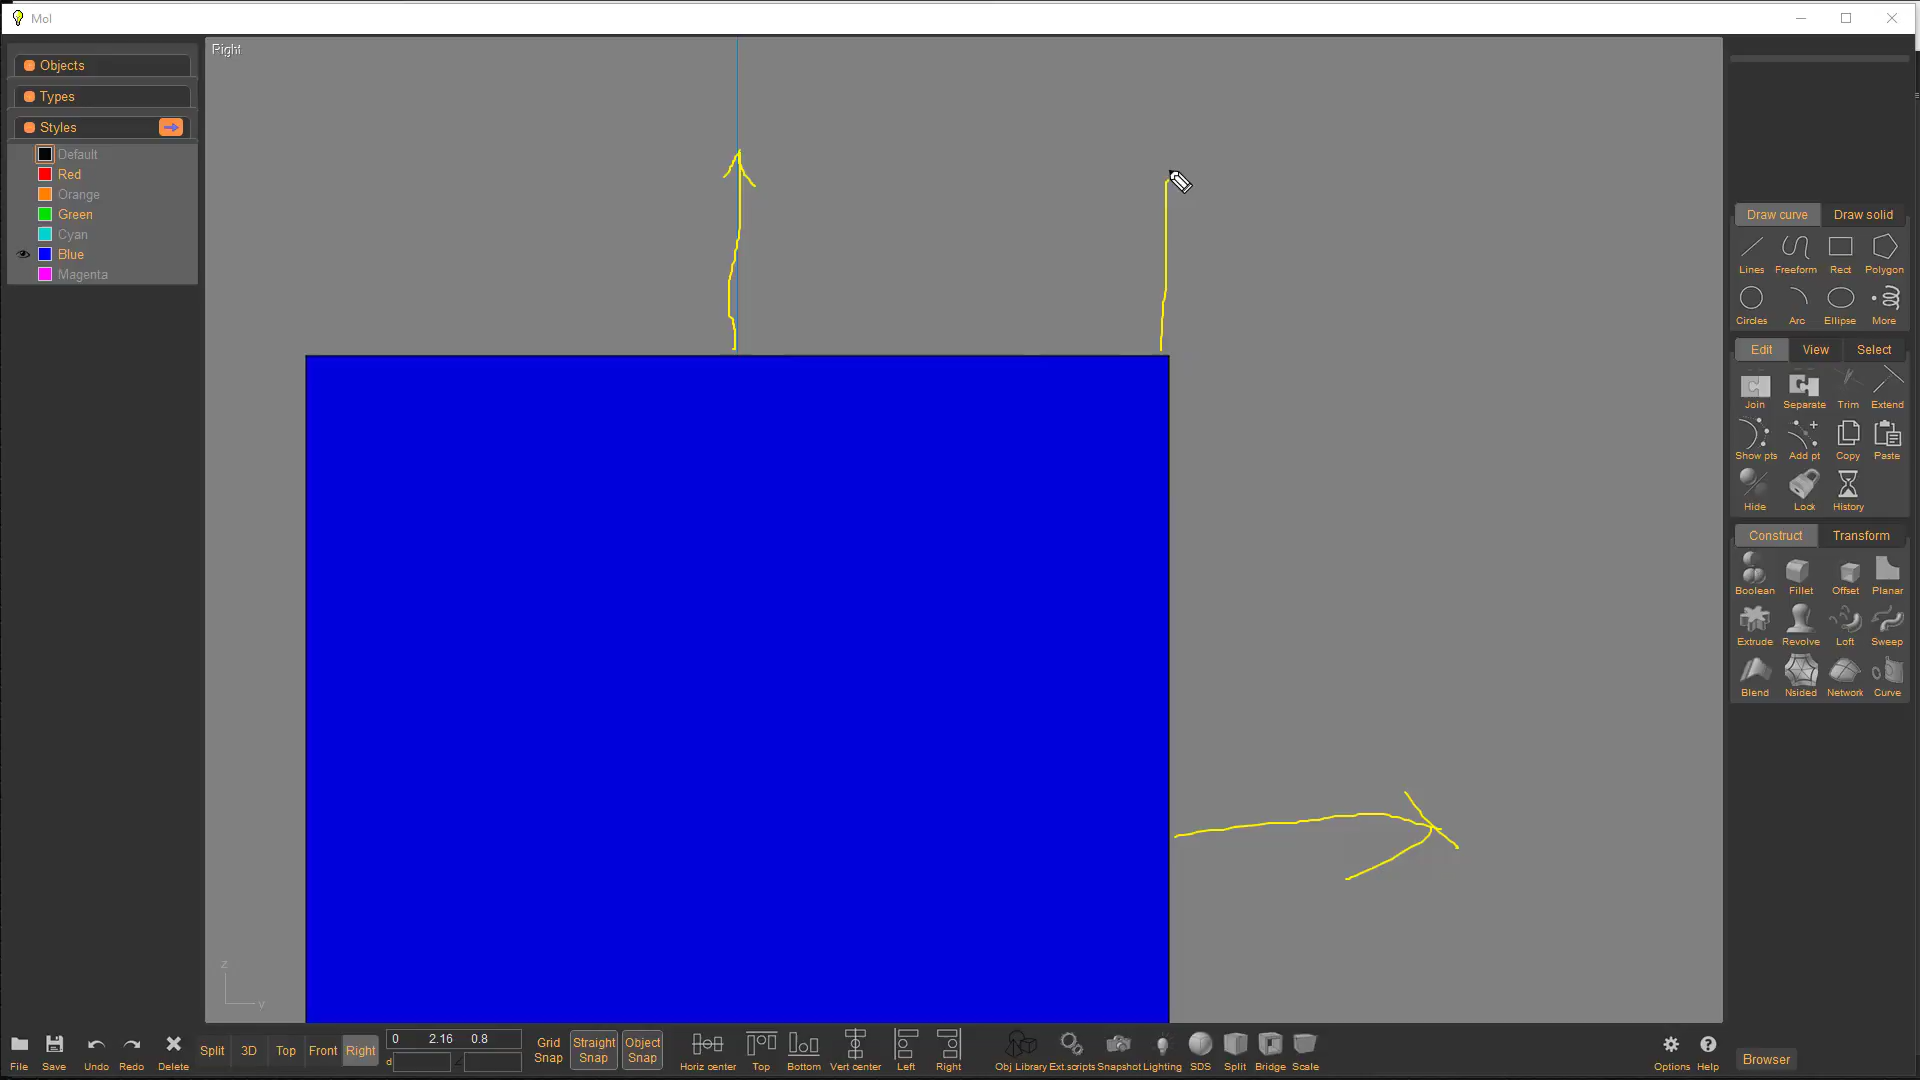 MoI
Right
Objects
Types
Styles
Default
Red
Orange
Green
Cyan
Blue
Magenta
Draw curve Draw solid
Lines Freeform Rect Polygon
Circles Arc Ellipse More
Edit View Select
Join Separate Trim Extend
Show pts Add pt Copy Paste
Hide Lock History
Construct Transform
Boolean Fillet Offset Planar
Extrude Revolve Loft Sweep
Blend Nsided Network Curve
z
y
File Save Undo Redo Delete
Split 3D Top Front Right
0 2.16 0.8
d
Grid Snap
Straight Snap
Object Snap
Horiz center Top Bottom Vert center Left Right
Obj Library Ext.scripts Snapshot Lighting SDS Split Bridge Scale
Options Help
Browser